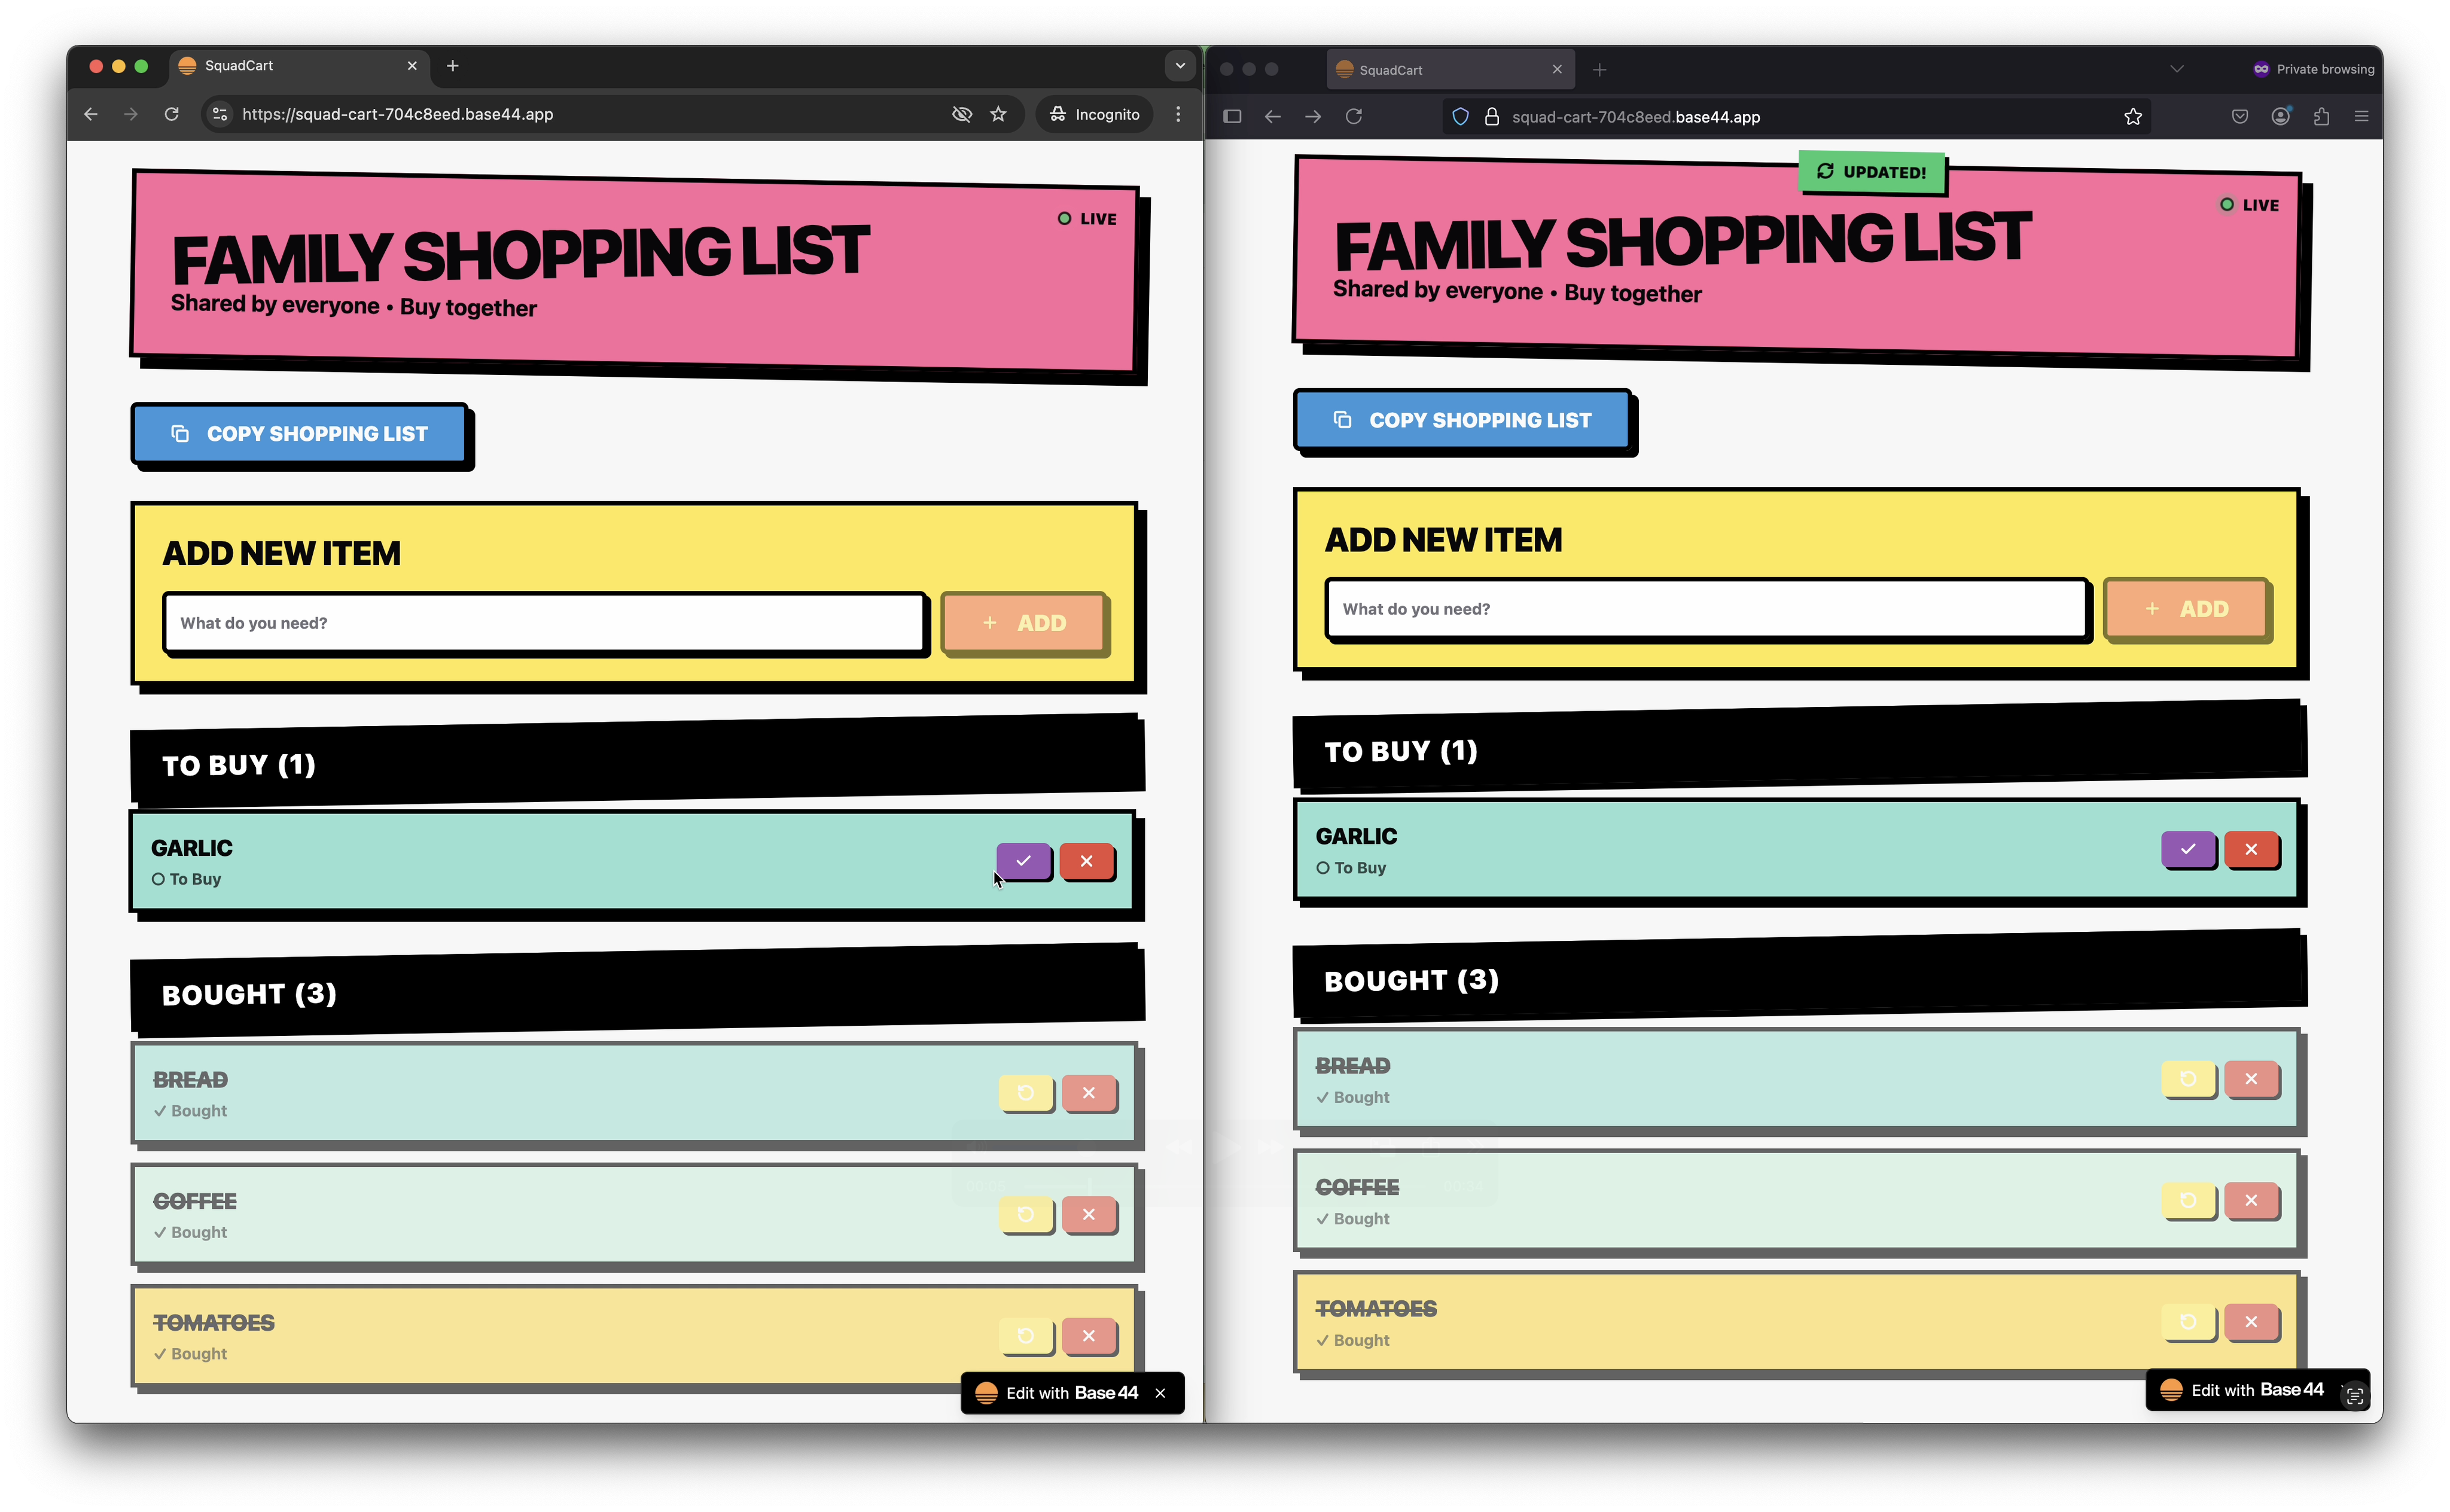 SquadCart
https://squad-cart-704c8eed.base44.app
Incognito
FAMILY SHOPPING LIST
LIVE
Shared by everyone • Buy together
COPY SHOPPING LIST
ADD NEW ITEM
What do you need?
+ ADD
TO BUY (1)
GARLIC
To Buy
BOUGHT (3)
BREAD
✓ Bought
COFFEE
✓ Bought
TOMATOES
✓ Bought
Edit with Base 44
SquadCart
Private browsing
squad-cart-704c8eed.base44.app
UPDATED!
LIVE
FAMILY SHOPPING LIST
Shared by everyone • Buy together
COPY SHOPPING LIST
ADD NEW ITEM
What do you need?
+ ADD
TO BUY (1)
GARLIC
To Buy
BOUGHT (3)
BREAD
✓ Bought
COFFEE
✓ Bought
TOMATOES
✓ Bought
Edit with Base 44